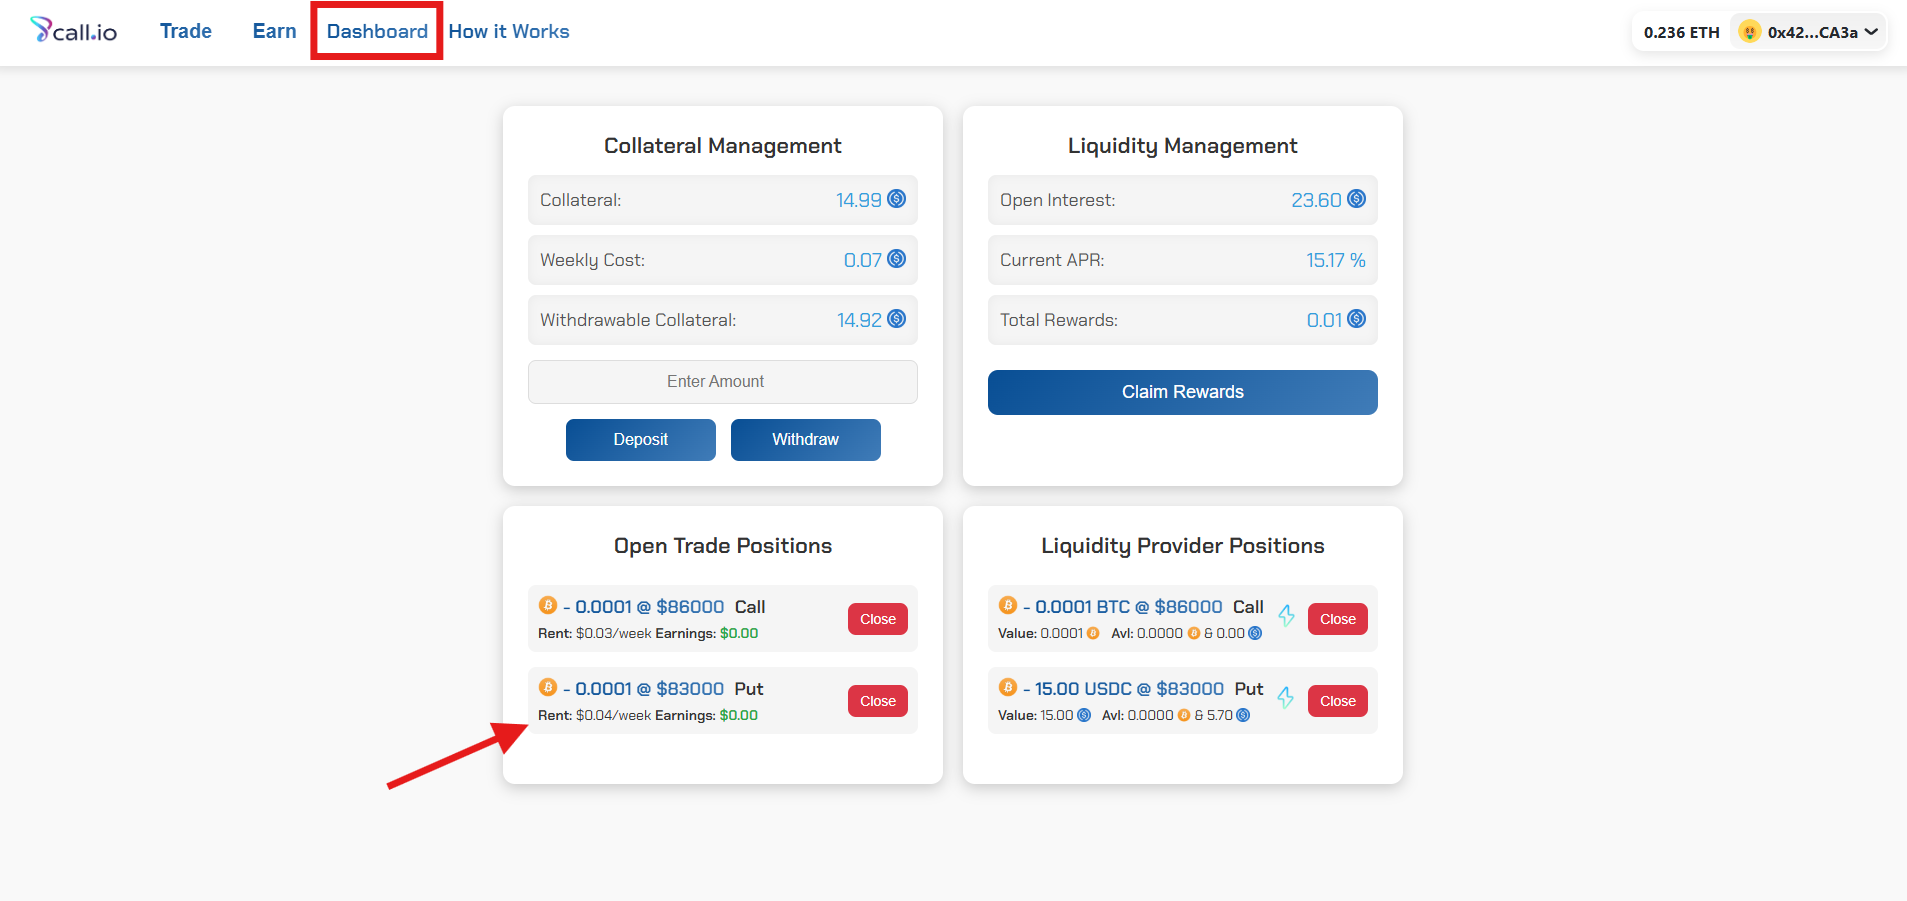 call.io
Trade
Earn
Dashboard
How it Works
0.236 ETH
0x42...CA3a
Collateral Management
Collateral: 14.99
Weekly Cost: 0.07
Withdrawable Collateral: 14.92
Enter Amount
Deposit
Withdraw
Liquidity Management
Open Interest: 23.60
Current APR: 15.17 %
Total Rewards: 0.01
Claim Rewards
Open Trade Positions
- 0.0001 @ $86000 Call
Rent: $0.03/week Earnings: $0.00
Close
- 0.0001 @ $83000 Put
Rent: $0.04/week Earnings: $0.00
Close
Liquidity Provider Positions
- 0.0001 BTC @ $86000 Call
Value: 0.0001 Avl: 0.0000 & 0.00
Close
- 15.00 USDC @ $83000 Put
Value: 15.00 Avl: 0.0000 & 5.70
Close